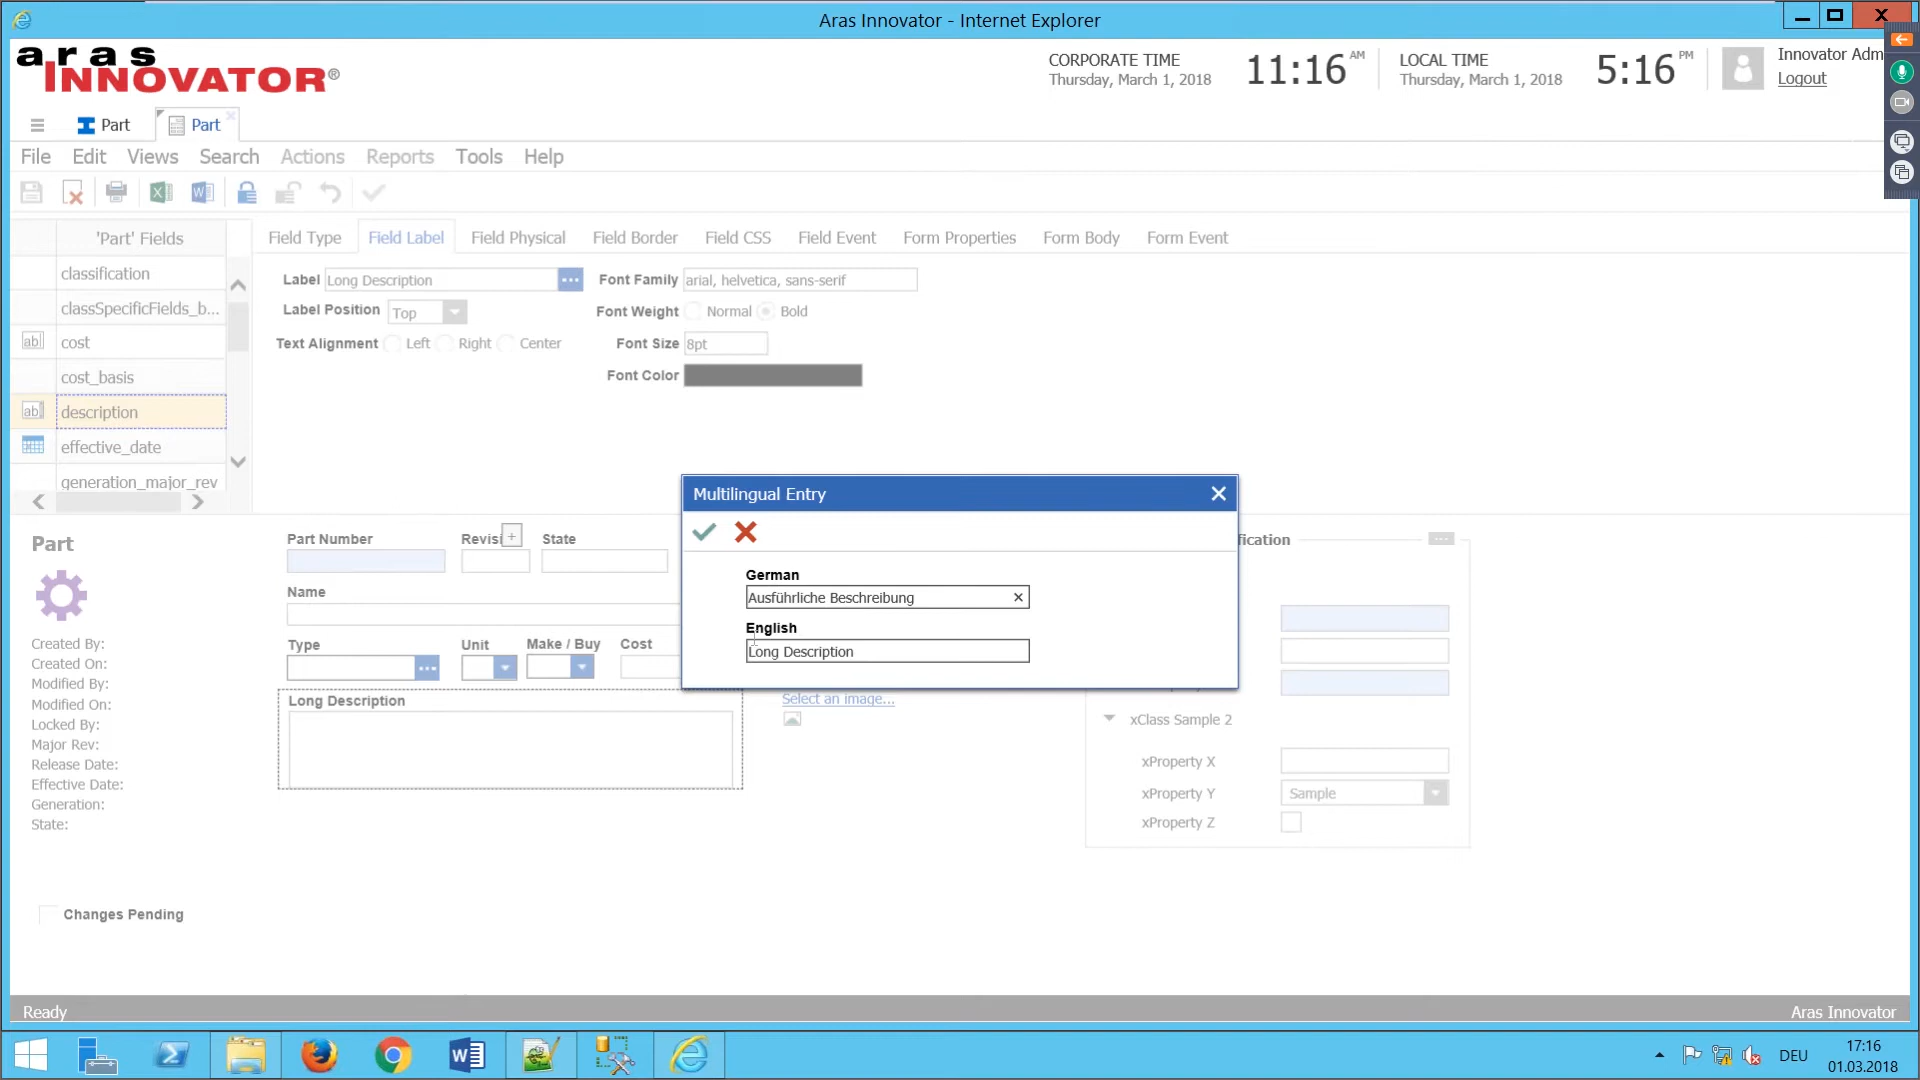 Aras Innovator - Internet Explorer
aras
INNOVATOR®
CORPORATE TIME
Thursday, March 1, 2018
11:16 AM
LOCAL TIME
Thursday, March 1, 2018
5:16 PM
Innovator Adm
Logout
Part
Part
File Edit Views Search Actions Reports Tools Help
'Part' Fields
classification
classSpecificFields_b...
cost
cost_basis
description
effective_date
generation_major_rev
Field Type Field Label Field Physical Field Border Field CSS Field Event Form Properties Form Body Form Event
Label Long Description
Label Position Top
Text Alignment Left Right Center
Font Family arial, helvetica, sans-serif
Font Weight Normal Bold
Font Size 8pt
Font Color
Multilingual Entry
German
Ausführliche Beschreibung
English
Long Description
Part
Created By:
Created On:
Modified By:
Modified On:
Locked By:
Major Rev:
Release Date:
Effective Date:
Generation:
State:
Part Number
Revisi
State
Name
Type
Unit
Make / Buy
Cost
Long Description
Select an image...
ification
xClass Sample 2
xProperty X
xProperty Y Sample
xProperty Z
Changes Pending
Ready
Aras Innovator
DEU
17:16
01.03.2018